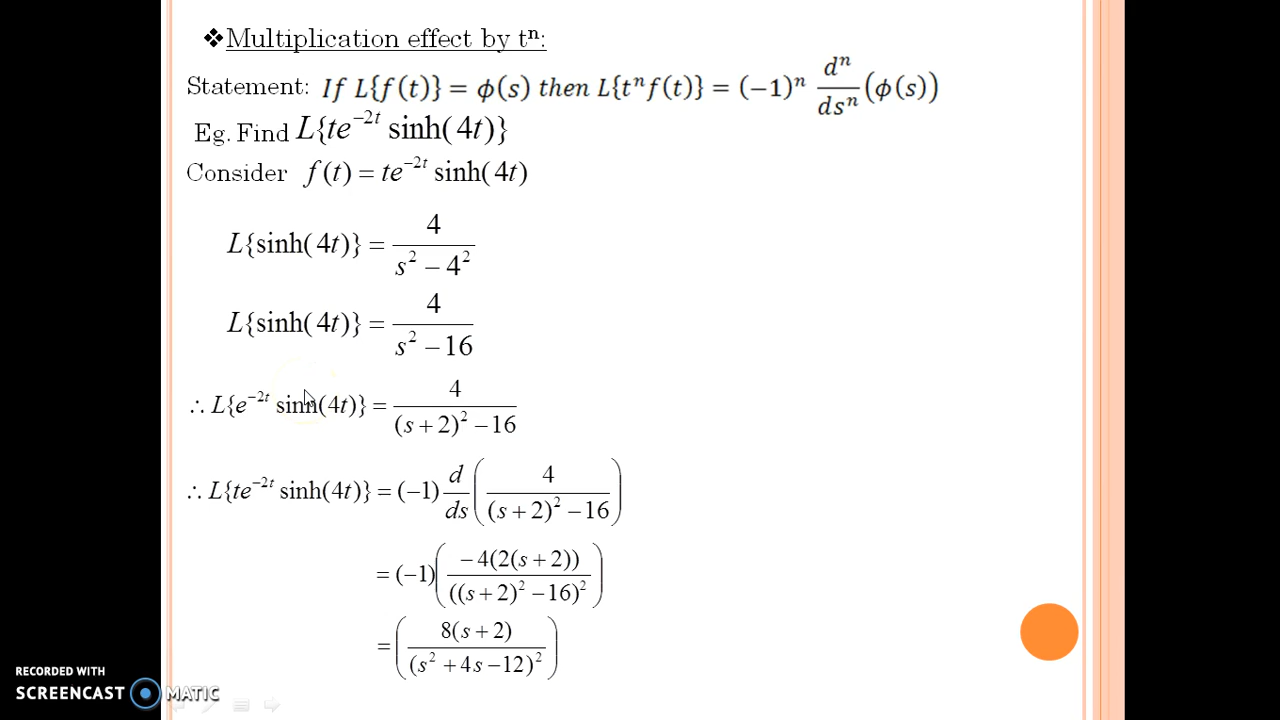 ❖Multiplication effect by tⁿ:
Statement: If L{f(t)} = ϕ(s) then L{tⁿf(t)} = (−1)ⁿ dⁿ/dsⁿ (ϕ(s))
Eg. Find L{te⁻²ᵗ sinh(4t)}
Consider f(t) = te⁻²ᵗ sinh(4t)
L{sinh(4t)} = 4/(s² − 4²)
L{sinh(4t)} = 4/(s² − 16)
∴ L{e⁻²ᵗ sinh(4t)} = 4/((s + 2)² − 16)
∴ L{te⁻²ᵗ sinh(4t)} = (−1) d/ds (4/((s + 2)² − 16))
= (−1)(−4(2(s + 2))/((s + 2)² − 16)²)
= (8(s + 2)/(s² + 4s − 12)²)
RECORDED WITH
SCREENCAST MATIC